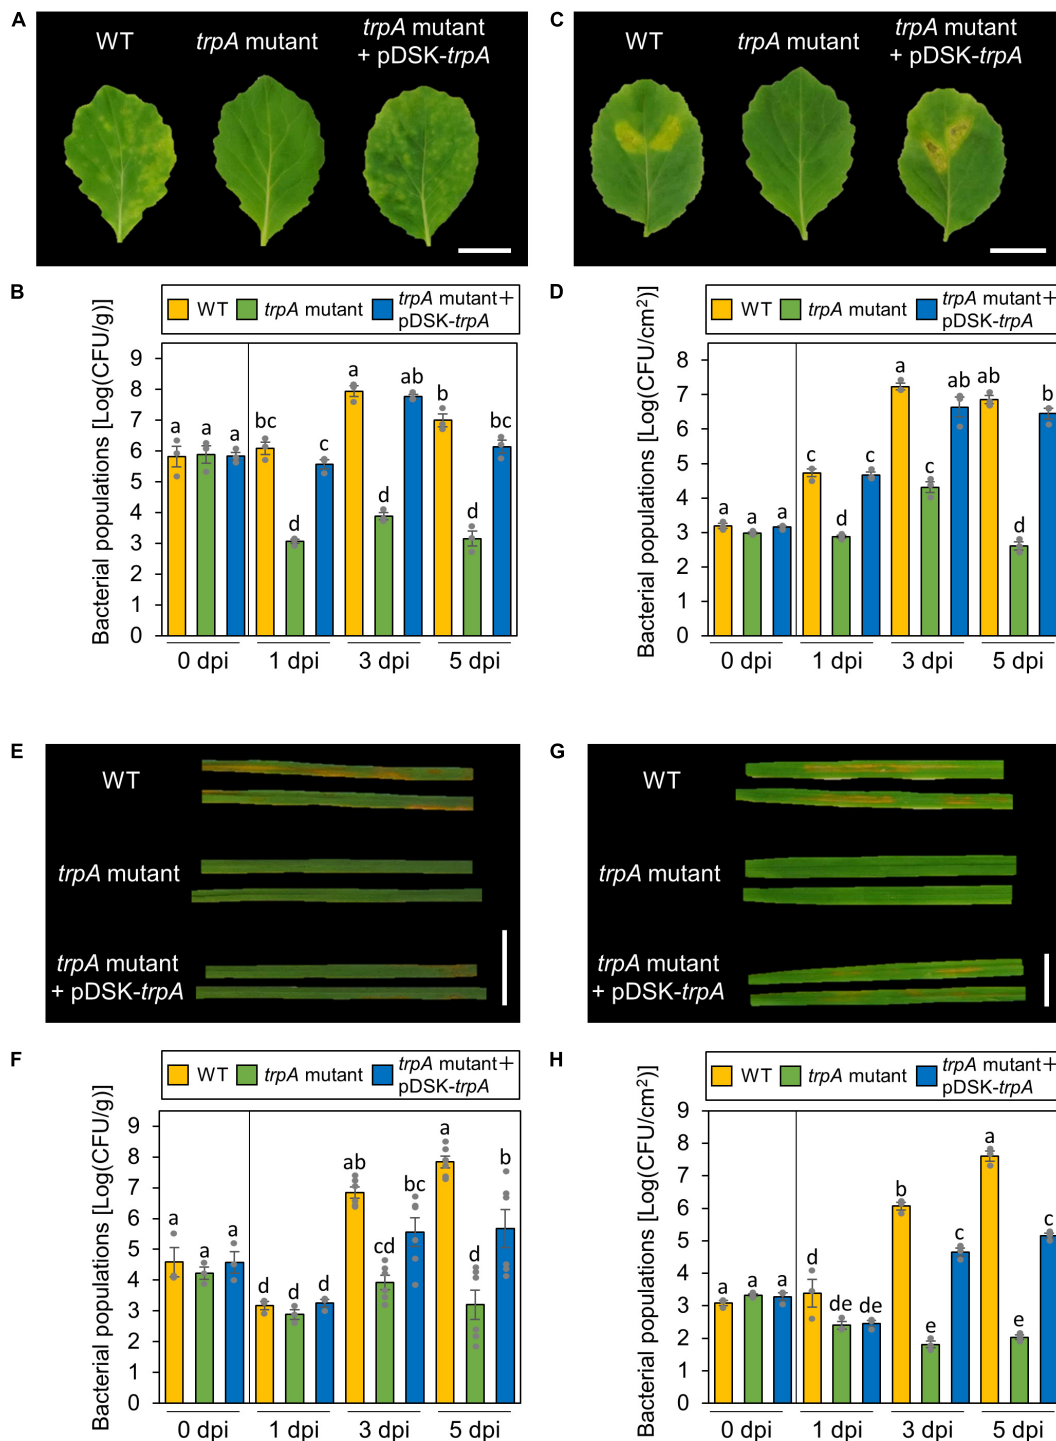 A
WT
trpA mutant
trpA mutant
+ pDSK-trpA
C
WT
trpA mutant
trpA mutant
+ pDSK-trpA
B
WT
trpA mutant
trpA mutant+
pDSK-trpA
Bacterial populations [Log(CFU/g)]
9
8
7
6
5
4
3
2
1
0
a a a
bc d c
a d ab
b d bc
0 dpi 1 dpi 3 dpi 5 dpi
D
WT
trpA mutant
trpA mutant+
pDSK-trpA
Bacterial populations [Log(CFU/cm2)]
8
7
6
5
4
3
2
1
0
a a a
c d c
a c ab
ab d b
0 dpi 1 dpi 3 dpi 5 dpi
E
WT
trpA mutant
trpA mutant
+ pDSK-trpA
G
WT
trpA mutant
trpA mutant
+ pDSK-trpA
F
WT
trpA mutant
trpA mutant+
pDSK-trpA
Bacterial populations [Log(CFU/g)]
9
8
7
6
5
4
3
2
1
0
a a a
d d d
ab cd bc
a d b
0 dpi 1 dpi 3 dpi 5 dpi
H
WT
trpA mutant
trpA mutant+
pDSK-trpA
Bacterial populations [Log(CFU/cm2)]
9
8
7
6
5
4
3
2
1
0
a a a
d de de
b e c
a e c
0 dpi 1 dpi 3 dpi 5 dpi